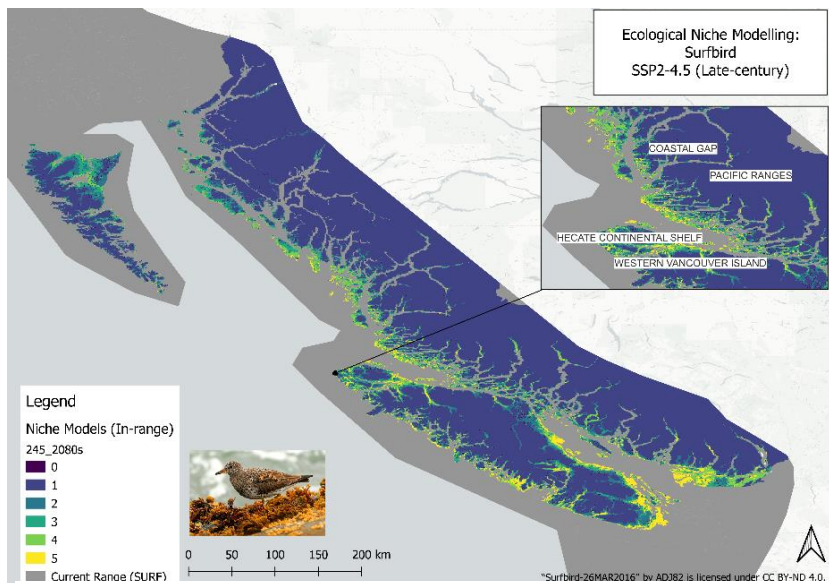 Ecological Niche Modelling:
Surfbird
SSP2-4.5 (Late-century)
COASTAL GAP
PACIFIC RANGES
HECATE CONTINENTAL SHELF
WESTERN VANCOUVER ISLAND
Legend
Niche Models (In-range)
245_2080s
0
1
2
3
4
5
Current Range (SURF)
0 50 100 150 200 km
"Surfbird-26MAR2016" by ADJ82 is licensed under CC BY-ND 4.0.